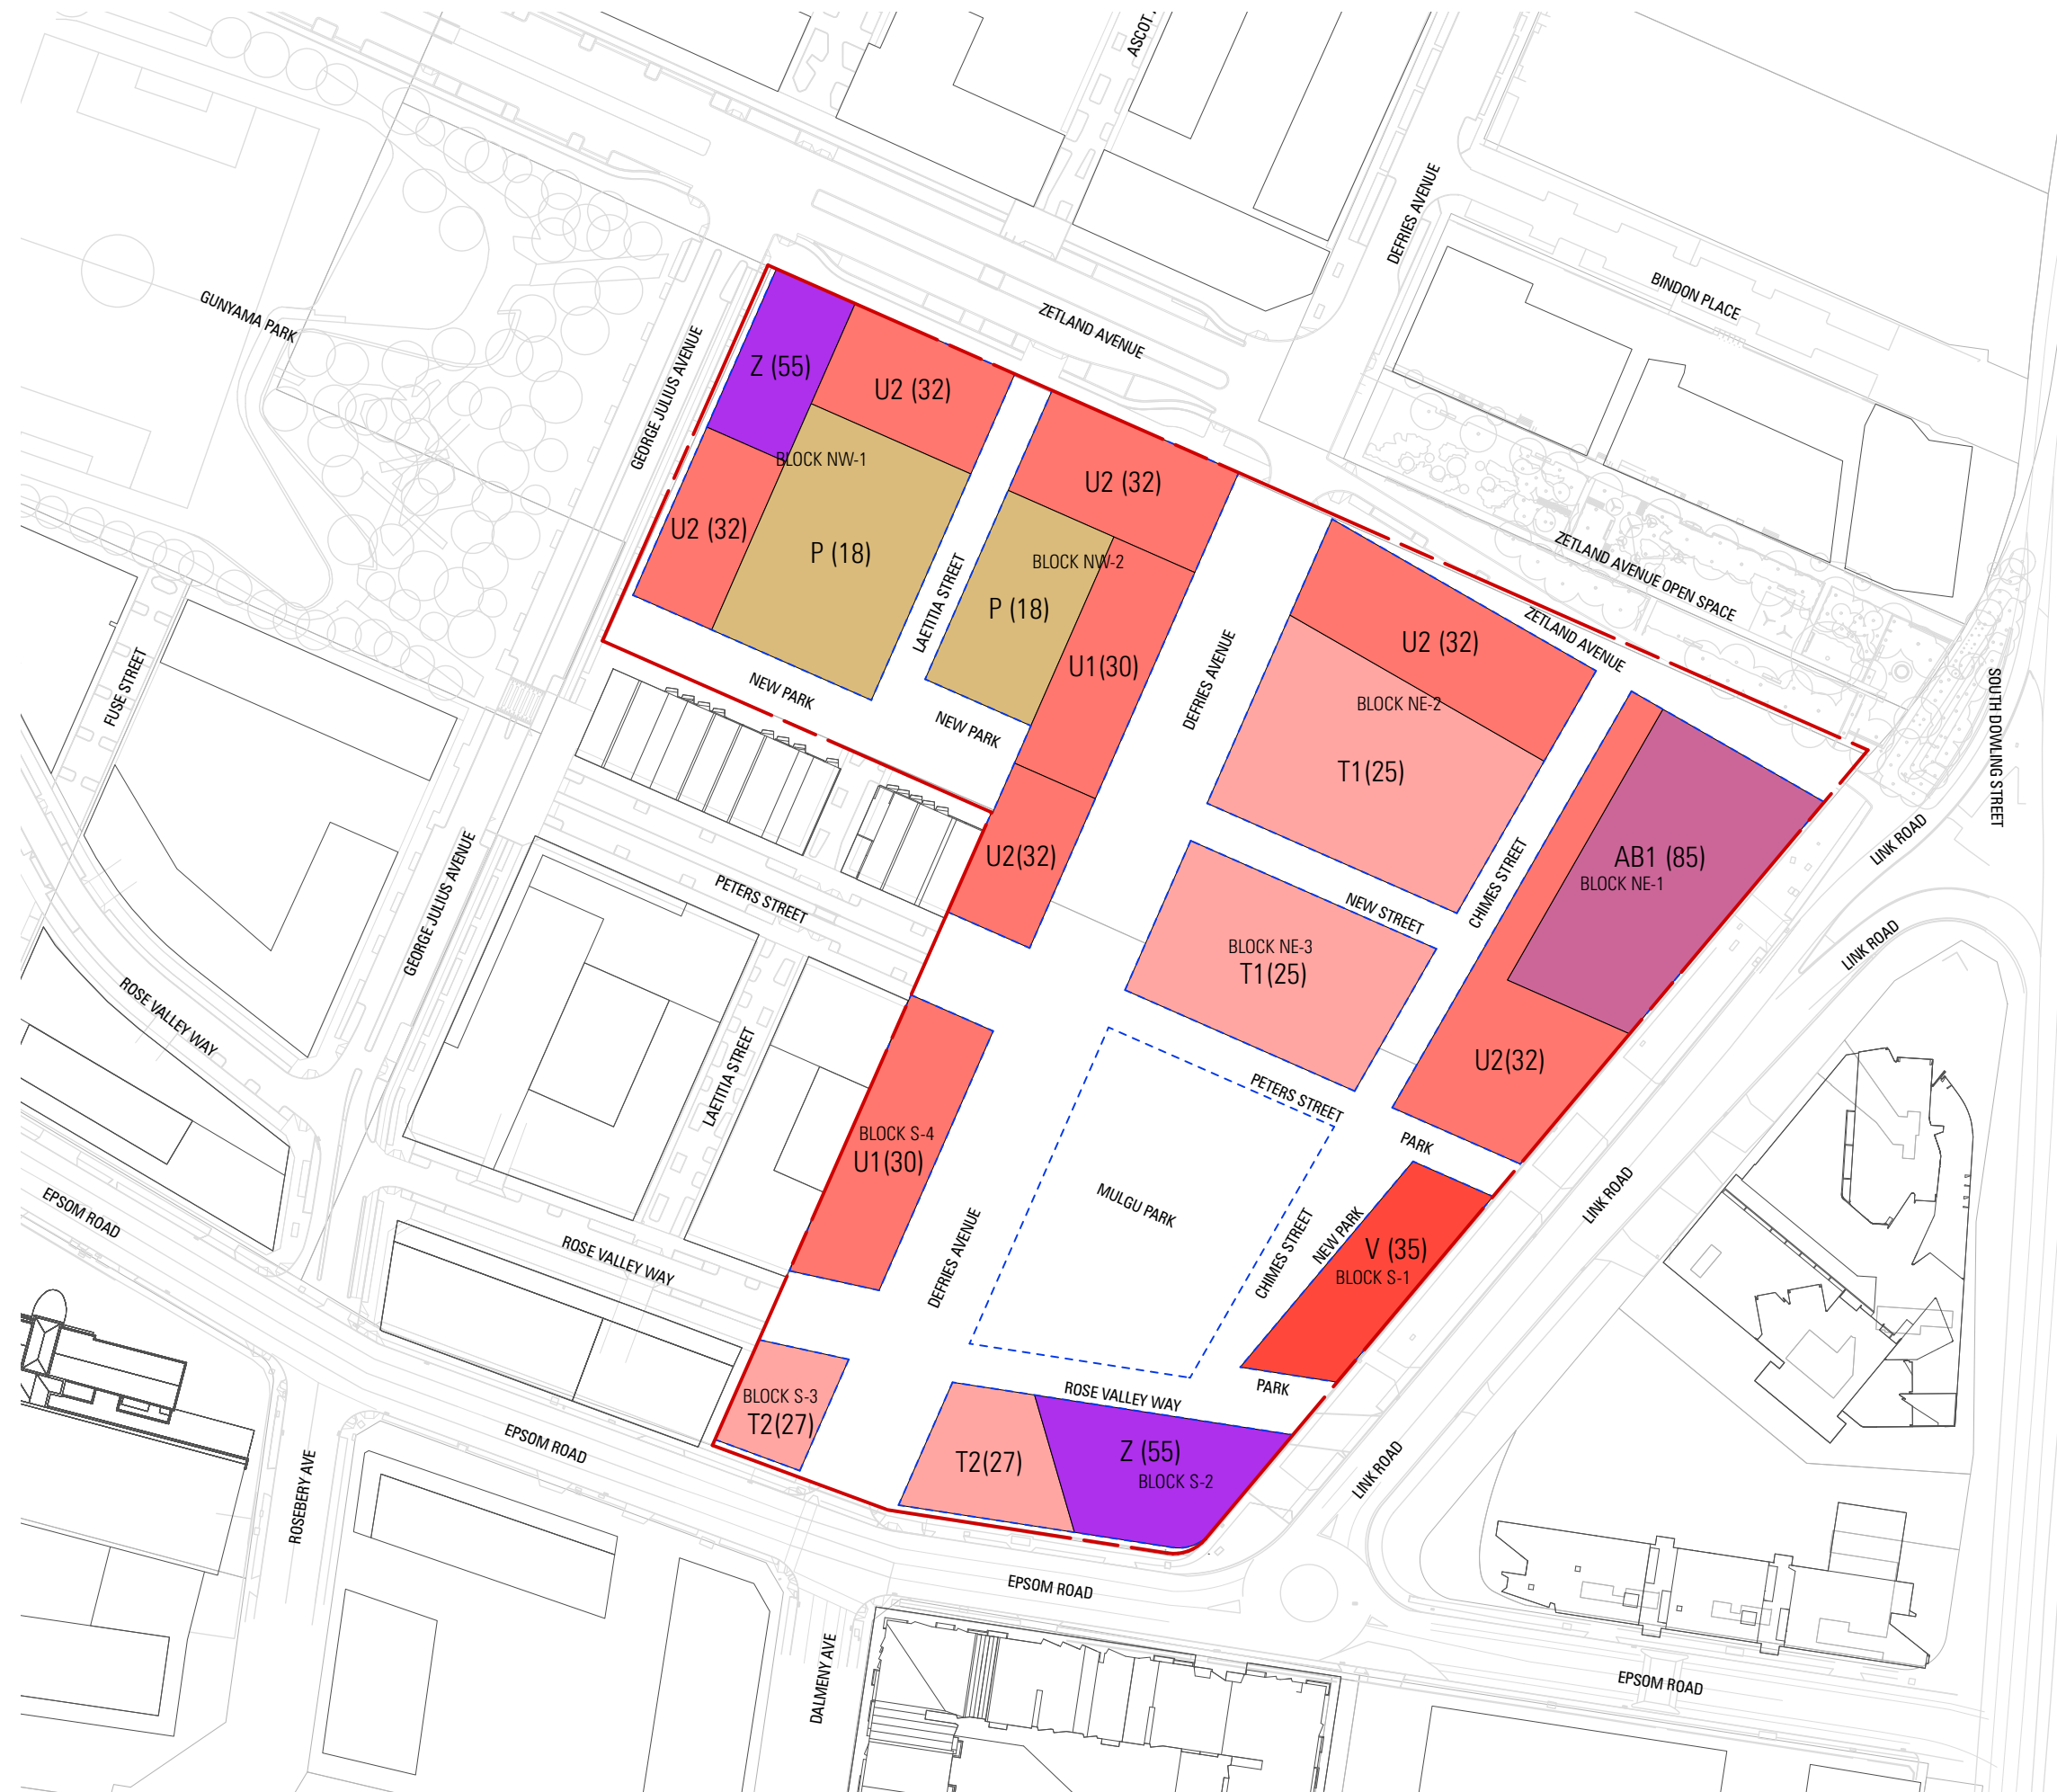 ASCOT
DEFRIES AVENUE
BINDON PLACE
GUNYAMA PARK
ZETLAND AVENUE
GEORGE JULIUS AVENUE
Z (55)
U2 (32)
BLOCK NW-1
U2 (32)
U2 (32)
P (18)
BLOCK NW-2
P (18)
LAETITIA STREET
ZETLAND AVENUE OPEN SPACE
ZETLAND AVENUE
U2 (32)
U1(30)
DEFRIES AVENUE
BLOCK NE-2
T1(25)
SOUTH DOWLING STREET
FUSE STREET
NEW PARK
NEW PARK
LINK ROAD
AB1 (85)
BLOCK NE-1
U2(32)
CHIMES STREET
PETERS STREET
GEORGE JULIUS AVENUE
NEW STREET
BLOCK NE-3
T1(25)
LINK ROAD
ROSE VALLEY WAY
U2(32)
LAETITIA STREET
PETERS STREET
BLOCK S-4
U1(30)
PARK
LINK ROAD
MULGU PARK
EPSOM ROAD
ROSE VALLEY WAY
DEFRIES AVENUE
CHIMES STREET
NEW PARK
V (35)
BLOCK S-1
PARK
ROSE VALLEY WAY
BLOCK S-3
T2(27)
EPSOM ROAD
T2(27)
Z (55)
BLOCK S-2
LINK ROAD
ROSEBERY AVE
EPSOM ROAD
DALMENY AVE
EPSOM ROAD